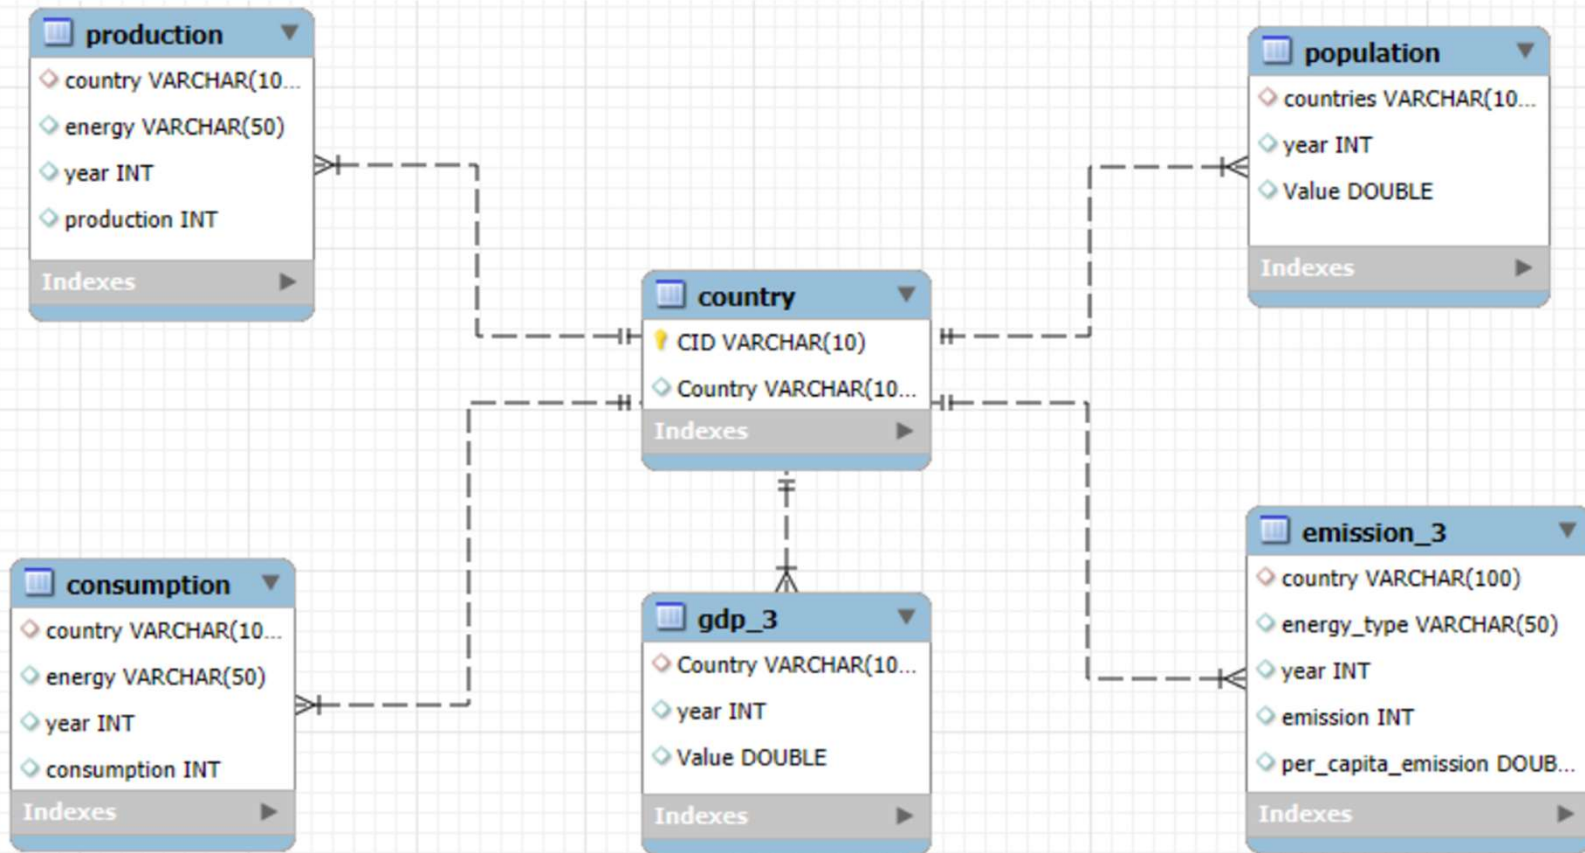 production
country VARCHAR(10...
energy VARCHAR(50)
year INT
production INT
Indexes
population
countries VARCHAR(10...
year INT
Value DOUBLE
Indexes
country
CID VARCHAR(10)
Country VARCHAR(10...
Indexes
consumption
country VARCHAR(10...
energy VARCHAR(50)
year INT
consumption INT
Indexes
gdp_3
Country VARCHAR(10...
year INT
Value DOUBLE
Indexes
emission_3
country VARCHAR(100)
energy_type VARCHAR(50)
year INT
emission INT
per_capita_emission DOUB...
Indexes